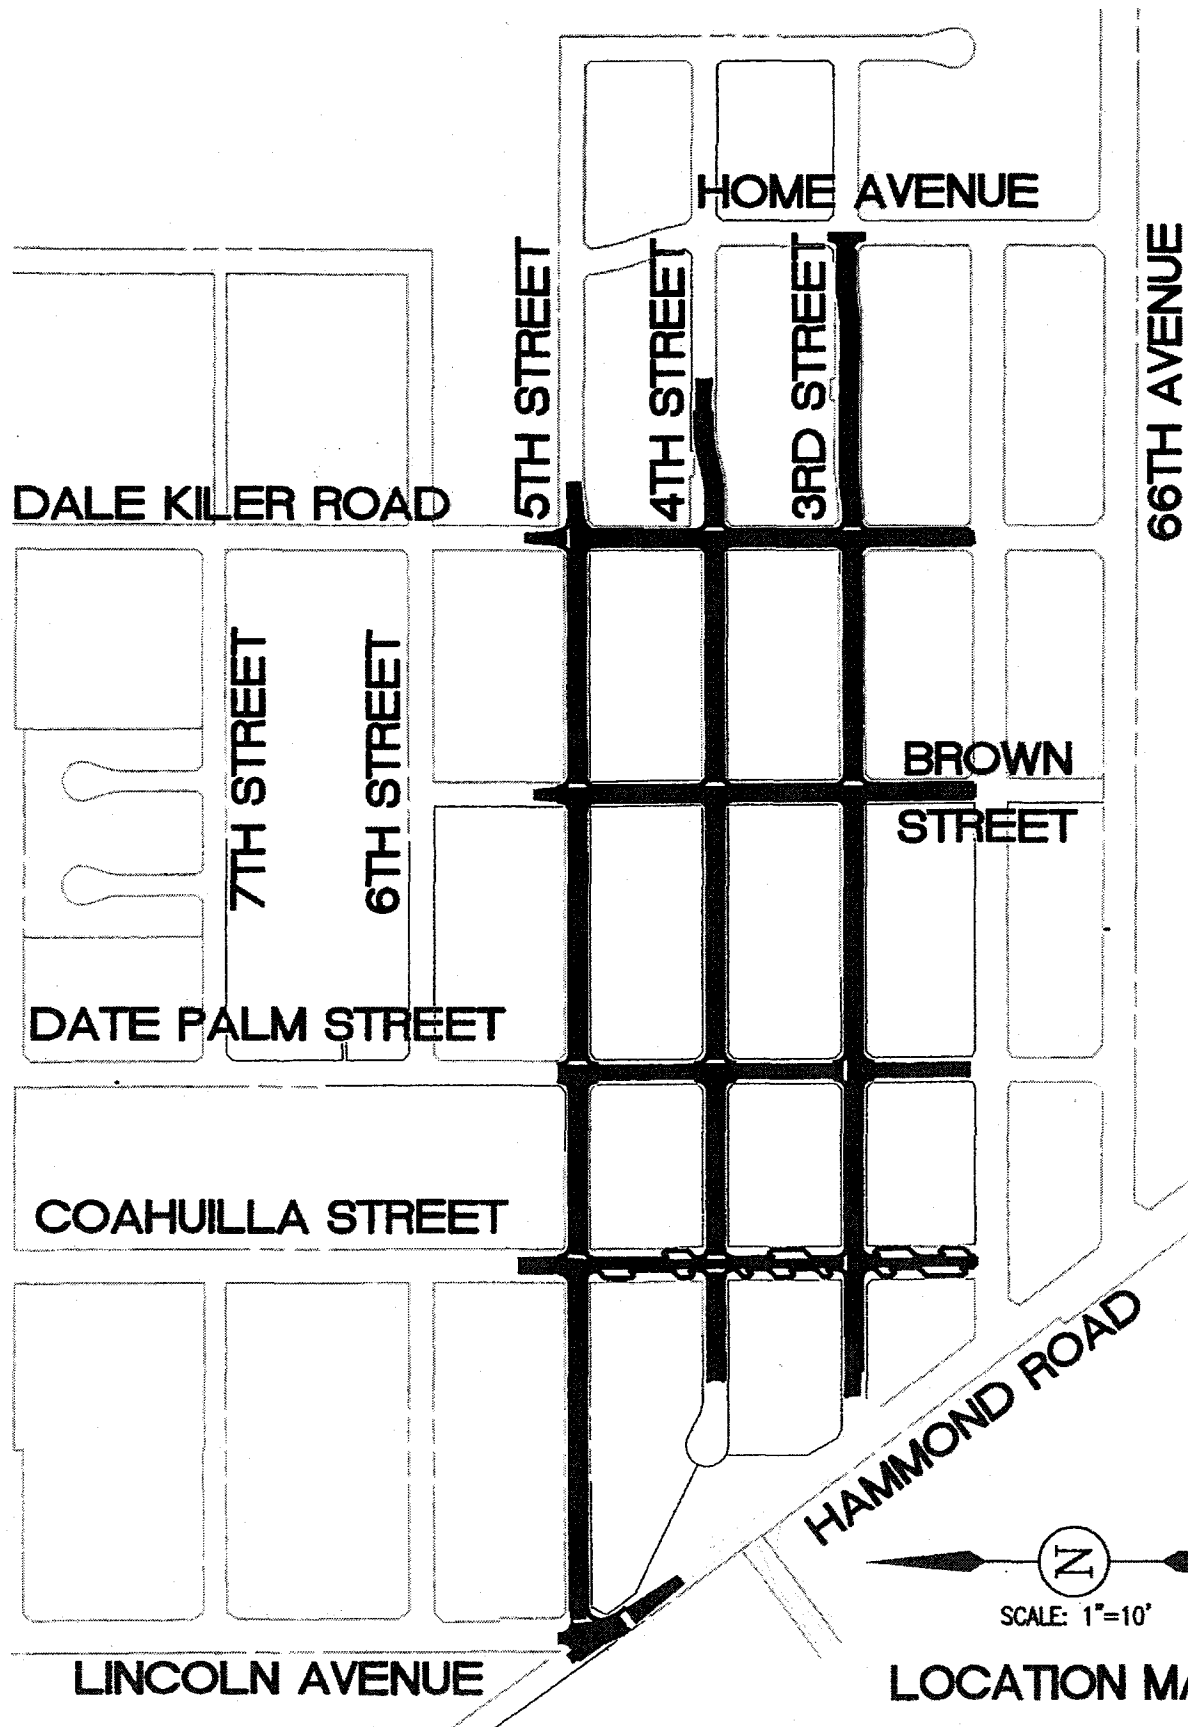 HOME AVENUE
5TH STREET
4TH STREET
3RD STREET
66TH AVENUE
DALE KILER ROAD
7TH STREET
6TH STREET
BROWN
STREET
DATE PALM STREET
COAHUILLA STREET
HAMMOND ROAD
N
SCALE: 1"=10'
LINCOLN AVENUE
LOCATION MA